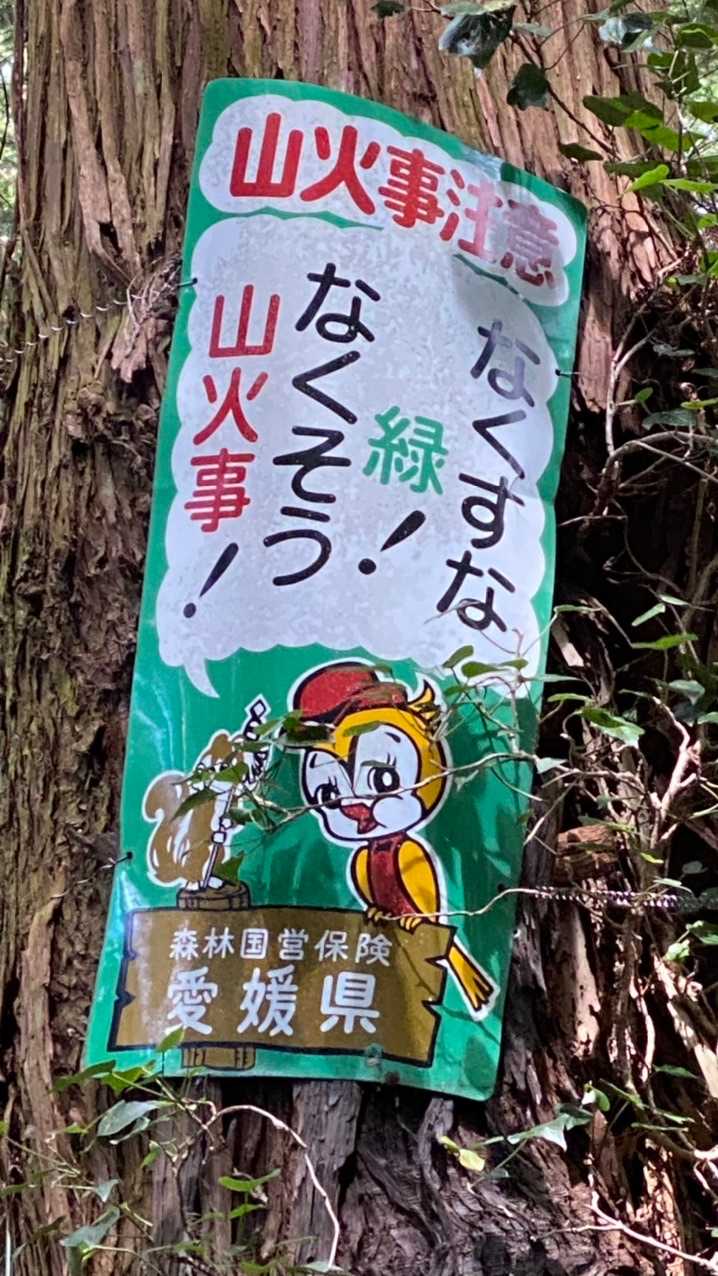 山火事注意
なくすな
緑!
なくそう
山火事!
森林国営保険
愛媛県